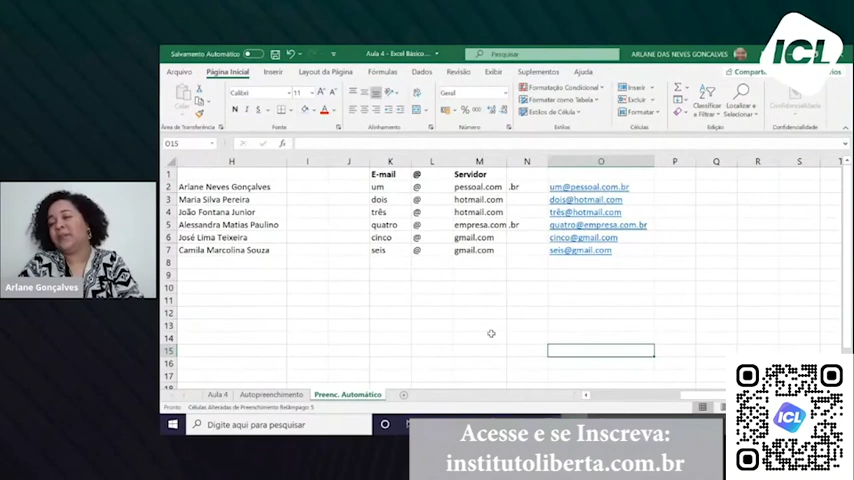 ICL
Salvamento Automático
Aula 4 - Excel Básico...
Pesquisar
ARLANE DAS NEVES GONCALVES
Arquivo Página Inicial Inserir Layout da Página Fórmulas Dados Revisão Exibir Suplementos Ajuda
Colar
Calibri 11
N
Geral
Formatação Condicional
Formatar como Tabela
Estilos de Célula
Inserir
Excluir
Formatar
Classificar
e Filtrar
Localizar e
Selecionar
Confidencialidade
Área de Transferência Fonte Alinhamento Número Estilos Células Edição Confidencialidade
O15 fx
H I J K L M N O P Q R S
1 E-mail @ Servidor
2 Arlane Neves Gonçalves um @ pessoal.com .br um@pessoal.com.br
3 Maria Silva Pereira dois @ hotmail.com dois@hotmail.com
4 João Fontana Junior três @ hotmail.com três@hotmail.com
5 Alessandra Matias Paulino quatro @ empresa.com .br quatro@empresa.com.br
6 José Lima Teixeira cinco @ gmail.com cinco@gmail.com
7 Camila Marcolina Souza seis @ gmail.com seis@gmail.com
8
9
10
11
12
13
14
15
16
17
Arlane Gonçalves
Aula 4 Autopreenchimento Preenc. Automático
Pronto Células Alteradas de Preenchimento Relâmpago: 5
Digite aqui para pesquisar
Acesse e se Inscreva:
institutoliberta.com.br
ICL